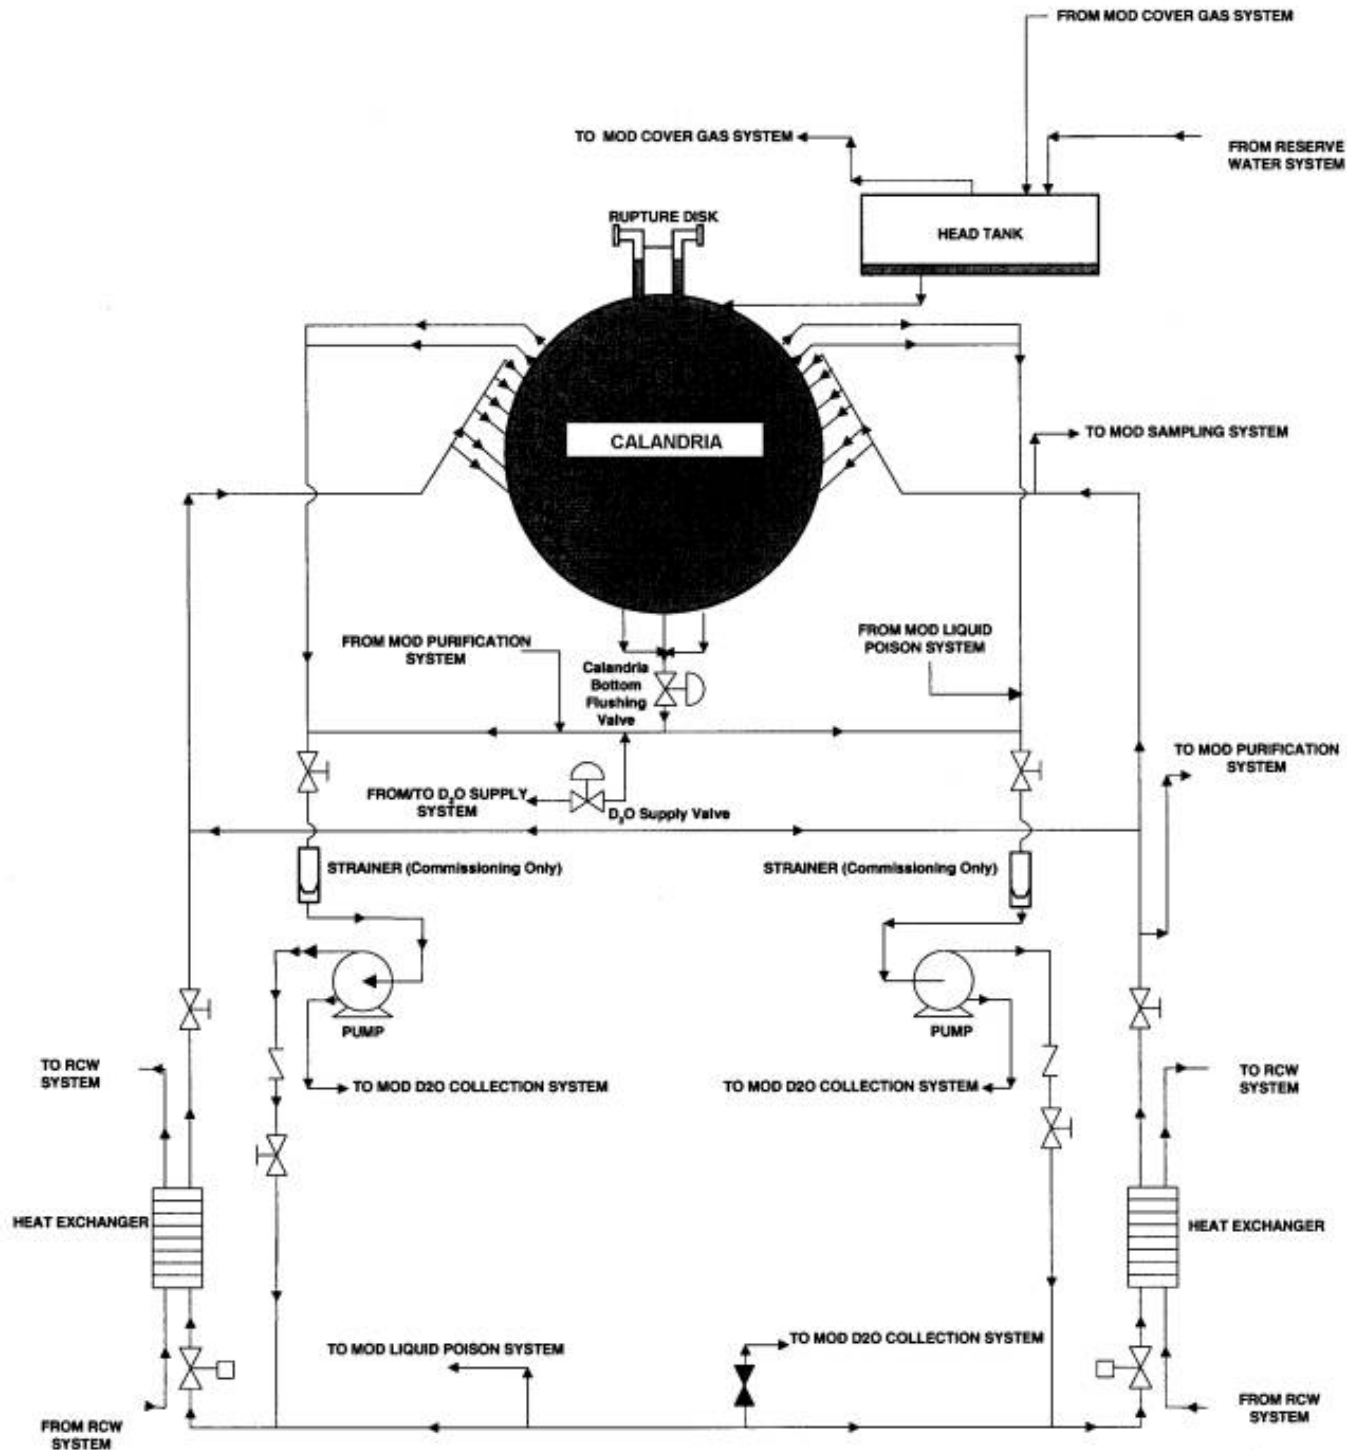 FROM MOD COVER GAS SYSTEM
TO MOD COVER GAS SYSTEM
FROM RESERVE
WATER SYSTEM
RUPTURE DISK
HEAD TANK
CALANDRIA
TO MOD SAMPLING SYSTEM
FROM MOD PURIFICATION
SYSTEM
FROM MOD LIQUID
POISON SYSTEM
Calandria
Bottom
Flushing
Valve
TO MOD PURIFICATION
SYSTEM
FROM/TO D₂O SUPPLY
SYSTEM
D₂O Supply Valve
STRAINER (Commissioning Only)
STRAINER (Commissioning Only)
PUMP
PUMP
TO RCW
SYSTEM
TO MOD D2O COLLECTION SYSTEM
TO MOD D2O COLLECTION SYSTEM
TO RCW
SYSTEM
HEAT EXCHANGER
HEAT EXCHANGER
TO MOD LIQUID POISON SYSTEM
TO MOD D2O COLLECTION SYSTEM
FROM RCW
SYSTEM
FROM RCW
SYSTEM